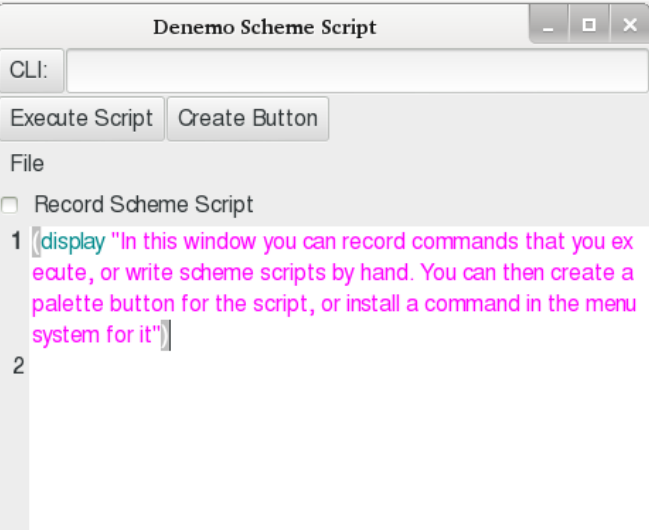 Denemo Scheme Script
CLI:
Execute Script Create Button
File
Record Scheme Script
1 (display "In this window you can record commands that you ex
ecute, or write scheme scripts by hand. You can then create a
palette button for the script, or install a command in the menu
system for it")
2